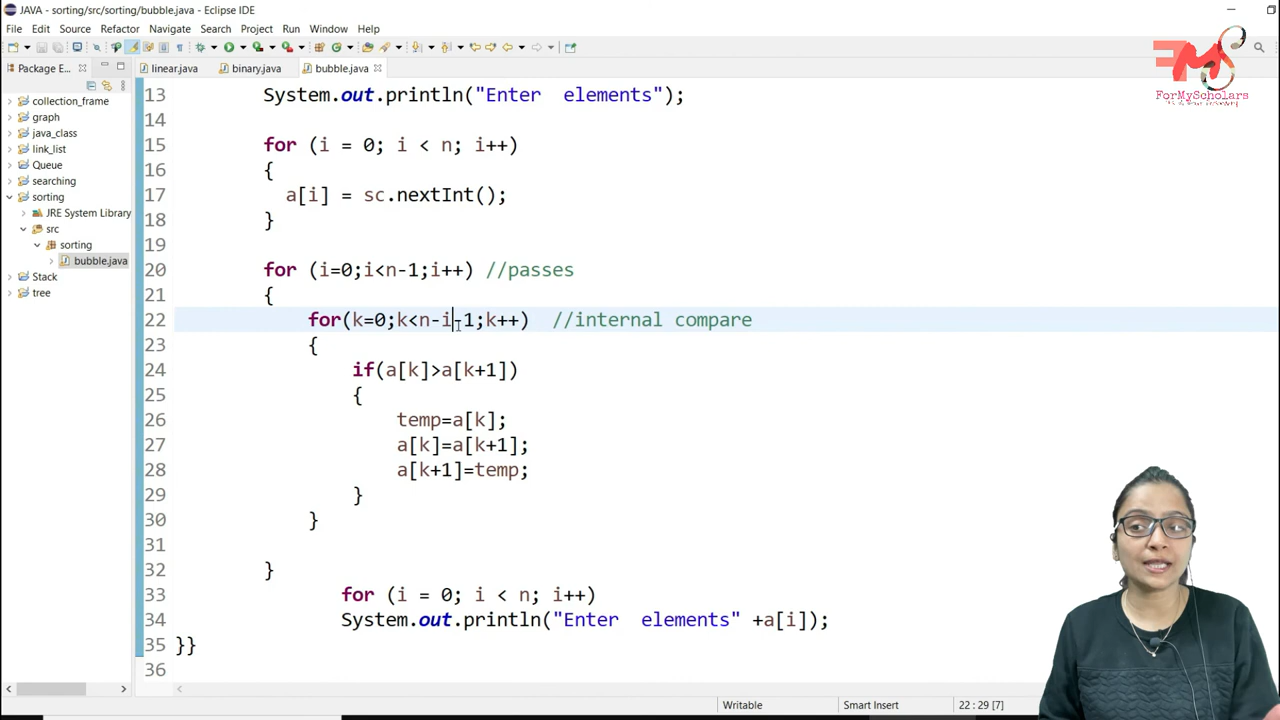 JAVA - sorting/src/sorting/bubble.java - Eclipse IDE
File Edit Source Refactor Navigate Search Project Run Window Help
Package E... linear.java binary.java bubble.java
FMS
ForMyScholars
collection_frame
graph
java_class
link_list
Queue
searching
sorting
JRE System Library
src
sorting
bubble.java
Stack
tree
13 System.out.println("Enter elements");
14
15 for (i = 0; i < n; i++)
16 {
17 a[i] = sc.nextInt();
18 }
19
20 for (i=0;i<n-1;i++) //passes
21 {
22 for(k=0;k<n-i-1;k++) //internal compare
23 {
24 if(a[k]>a[k+1])
25 {
26 temp=a[k];
27 a[k]=a[k+1];
28 a[k+1]=temp;
29 }
30 }
31
32 }
33 for (i = 0; i < n; i++)
34 System.out.println("Enter elements" +a[i]);
35 }}
36
Writable Smart Insert 22 : 29 [7]